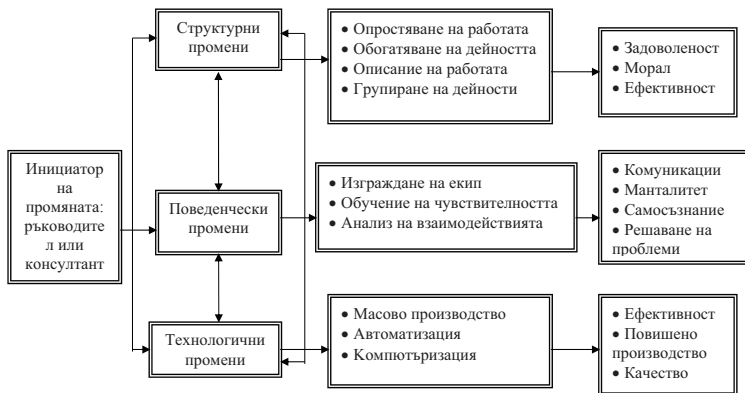 Инициатор
на
промяната:
ръководите
л или
консултант
Структурни
промени
• Опростяване на работата
• Обогатяване на дейността
• Описание на работата
• Групиране на дейности
• Задоволеност
• Морал
• Ефективност
Поведенчески
промени
• Изграждане на екип
• Обучение на чувствителността
• Анализ на взаимодействията
• Комуникации
• Манталитет
• Самосъзнание
• Решаване на
проблеми
Технологични
промени
• Масово производство
• Автоматизация
• Компютъризация
• Ефективност
• Повишено
производство
• Качество